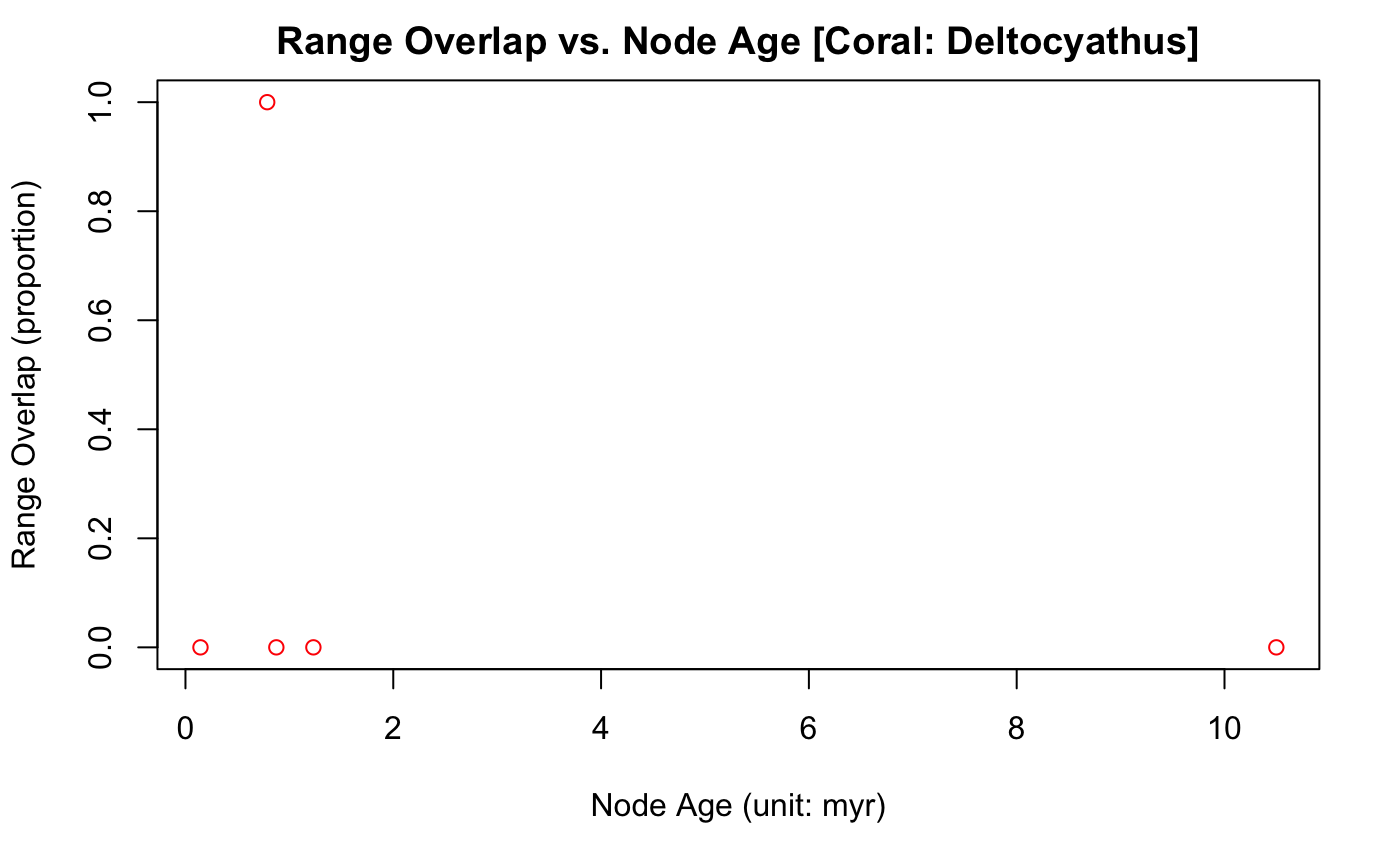 Range Overlap vs. Node Age [Coral: Deltocyathus]
Range Overlap (proportion)
1.0
0.8
0.6
0.4
0.2
0.0
0 2 4 6 8 10
Node Age (unit: myr)